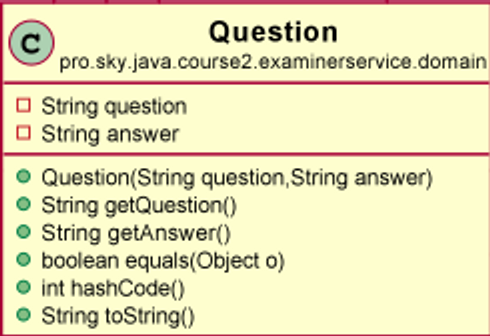 C
Question
pro.sky.java.course2.examinerservice.domain
String question
String answer
Question(String question,String answer)
String getQuestion()
String getAnswer()
boolean equals(Object o)
int hashCode()
String toString()